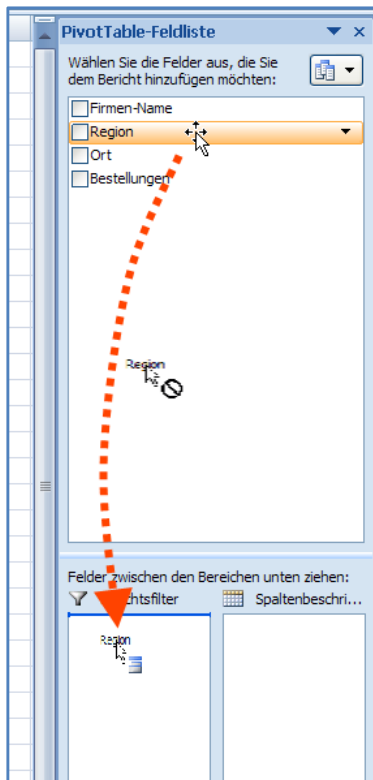 PivotTable-Feldliste
Wählen Sie die Felder aus, die Sie
dem Bericht hinzufügen möchten:
Firmen-Name
Region
Ort
Bestellungen
Region
Felder zwischen den Bereichen unten ziehen:
chtsfilter Spaltenbeschri...
Region